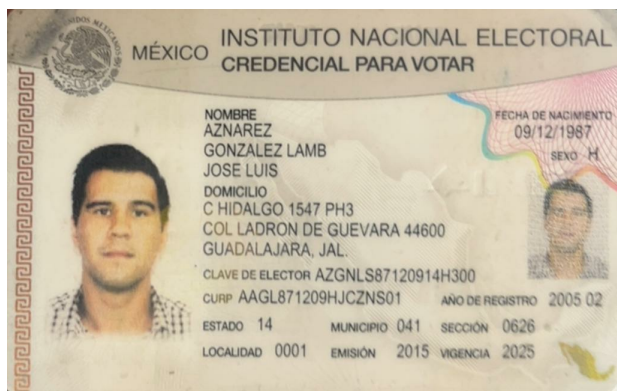 MÉXICO INSTITUTO NACIONAL ELECTORAL
CREDENCIAL PARA VOTAR
NOMBRE
AZNAREZ
GONZALEZ LAMB
JOSE LUIS
FECHA DE NACIMIENTO
09/12/1987
SEXO H
DOMICILIO
C HIDALGO 1547 PH3
COL LADRON DE GUEVARA 44600
GUADALAJARA, JAL.
CLAVE DE ELECTOR AZGNLS87120914H300
CURP AAGL871209HJCZNS01 AÑO DE REGISTRO 2005 02
ESTADO 14 MUNICIPIO 041 SECCIÓN 0626
LOCALIDAD 0001 EMISIÓN 2015 VIGENCIA 2025